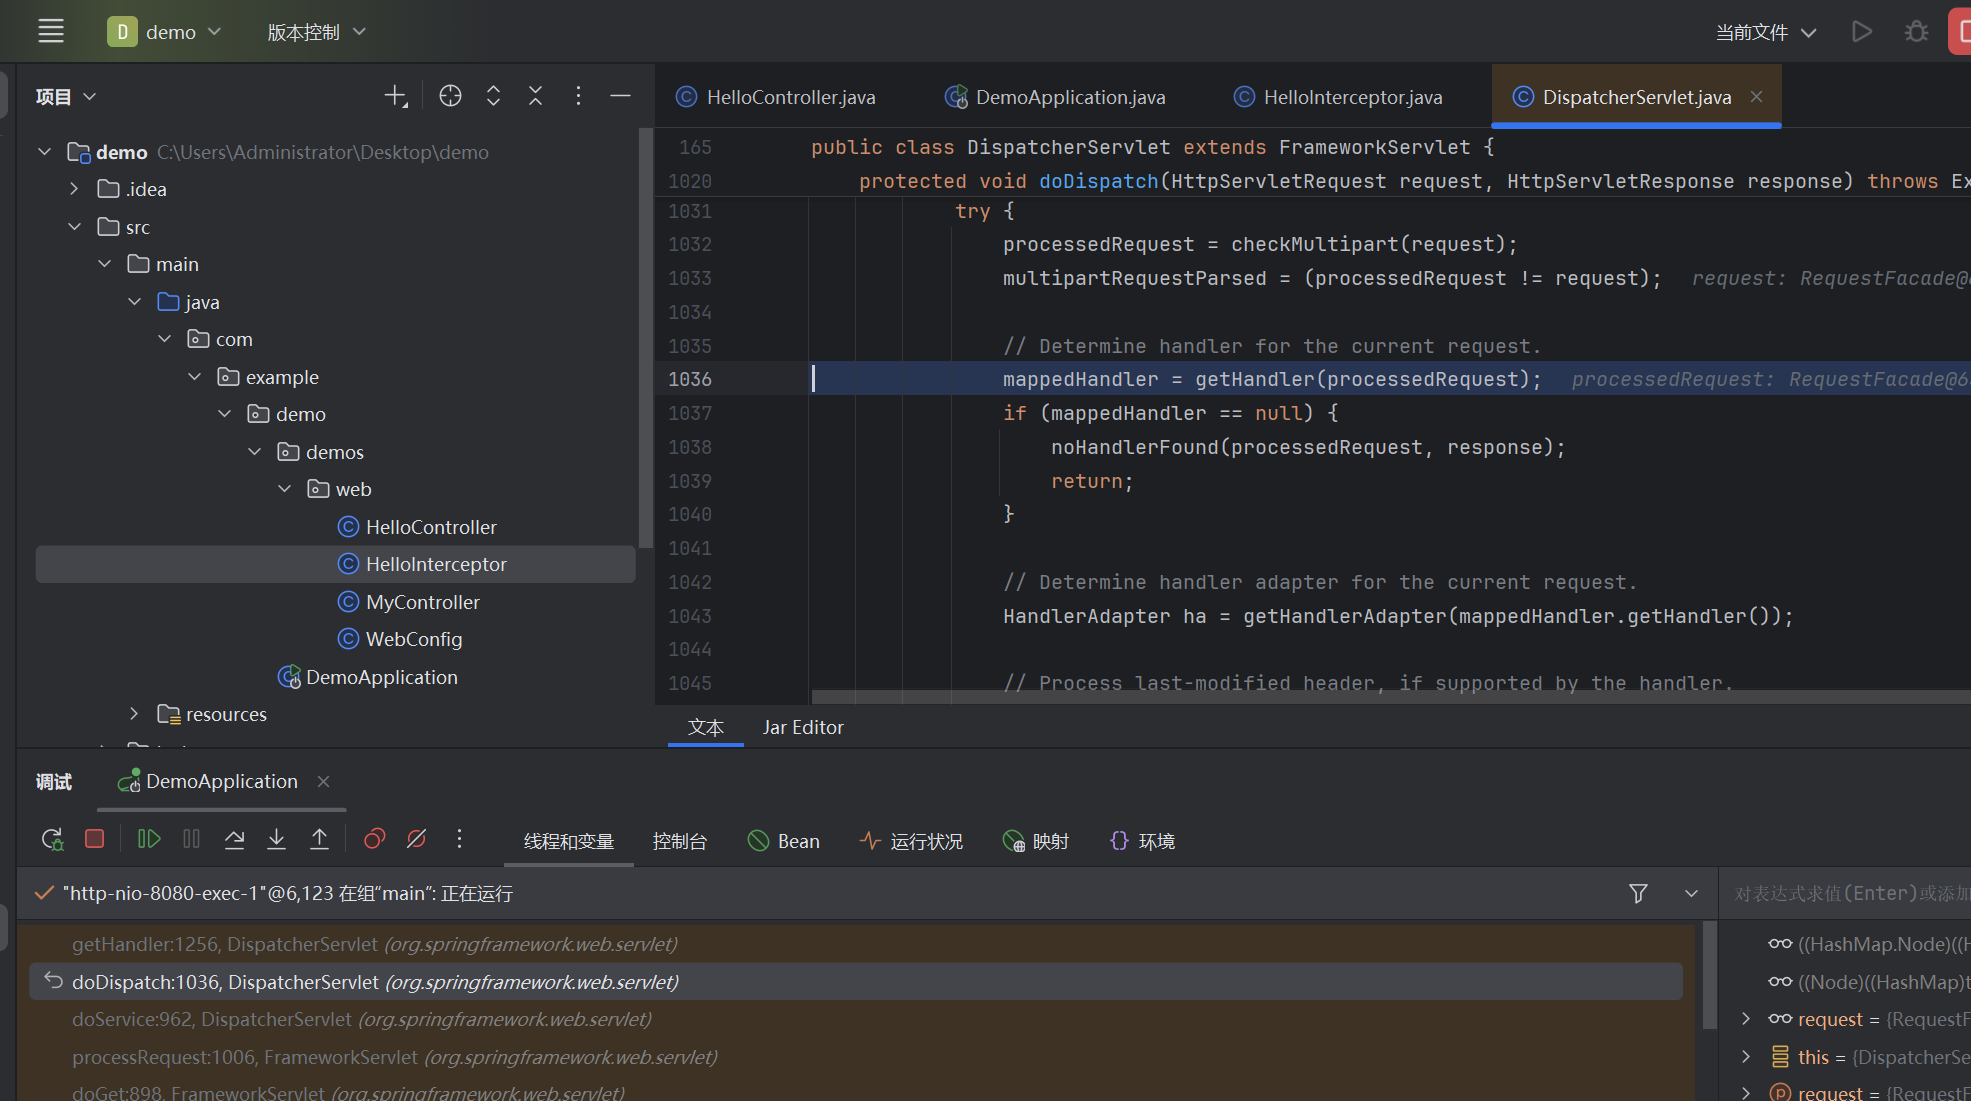 D demo 版本控制 当前文件
项目
HelloController.java DemoApplication.java HelloInterceptor.java DispatcherServlet.java
demo C:\Users\Administrator\Desktop\demo
.idea
src
main
java
com
example
demo
demos
web
HelloController
HelloInterceptor
MyController
WebConfig
DemoApplication
resources
165 public class DispatcherServlet extends FrameworkServlet {
1020 protected void doDispatch(HttpServletRequest request, HttpServletResponse response) throws Ex
1031 try {
1032 processedRequest = checkMultipart(request);
1033 multipartRequestParsed = (processedRequest != request); request: RequestFacade@6
1034
1035 // Determine handler for the current request.
1036 mappedHandler = getHandler(processedRequest); processedRequest: RequestFacade@6
1037 if (mappedHandler == null) {
1038 noHandlerFound(processedRequest, response);
1039 return;
1040 }
1041
1042 // Determine handler adapter for the current request.
1043 HandlerAdapter ha = getHandlerAdapter(mappedHandler.getHandler());
1044
1045 // Process last-modified header, if supported by the handler.
文本 Jar Editor
调试 DemoApplication
线程和变量 控制台 Bean 运行状况 映射 环境
"http-nio-8080-exec-1"@6,123 在组“main”: 正在运行
对表达式求值(Enter)或添加
getHandler:1256, DispatcherServlet (org.springframework.web.servlet)
doDispatch:1036, DispatcherServlet (org.springframework.web.servlet)
doService:962, DispatcherServlet (org.springframework.web.servlet)
processRequest:1006, FrameworkServlet (org.springframework.web.servlet)
doGet:898, FrameworkServlet (org.springframework.web.servlet)
((HashMap.Node)((H
((Node)((HashMap)t
request = {RequestF
this = {DispatcherSe
request = {RequestF